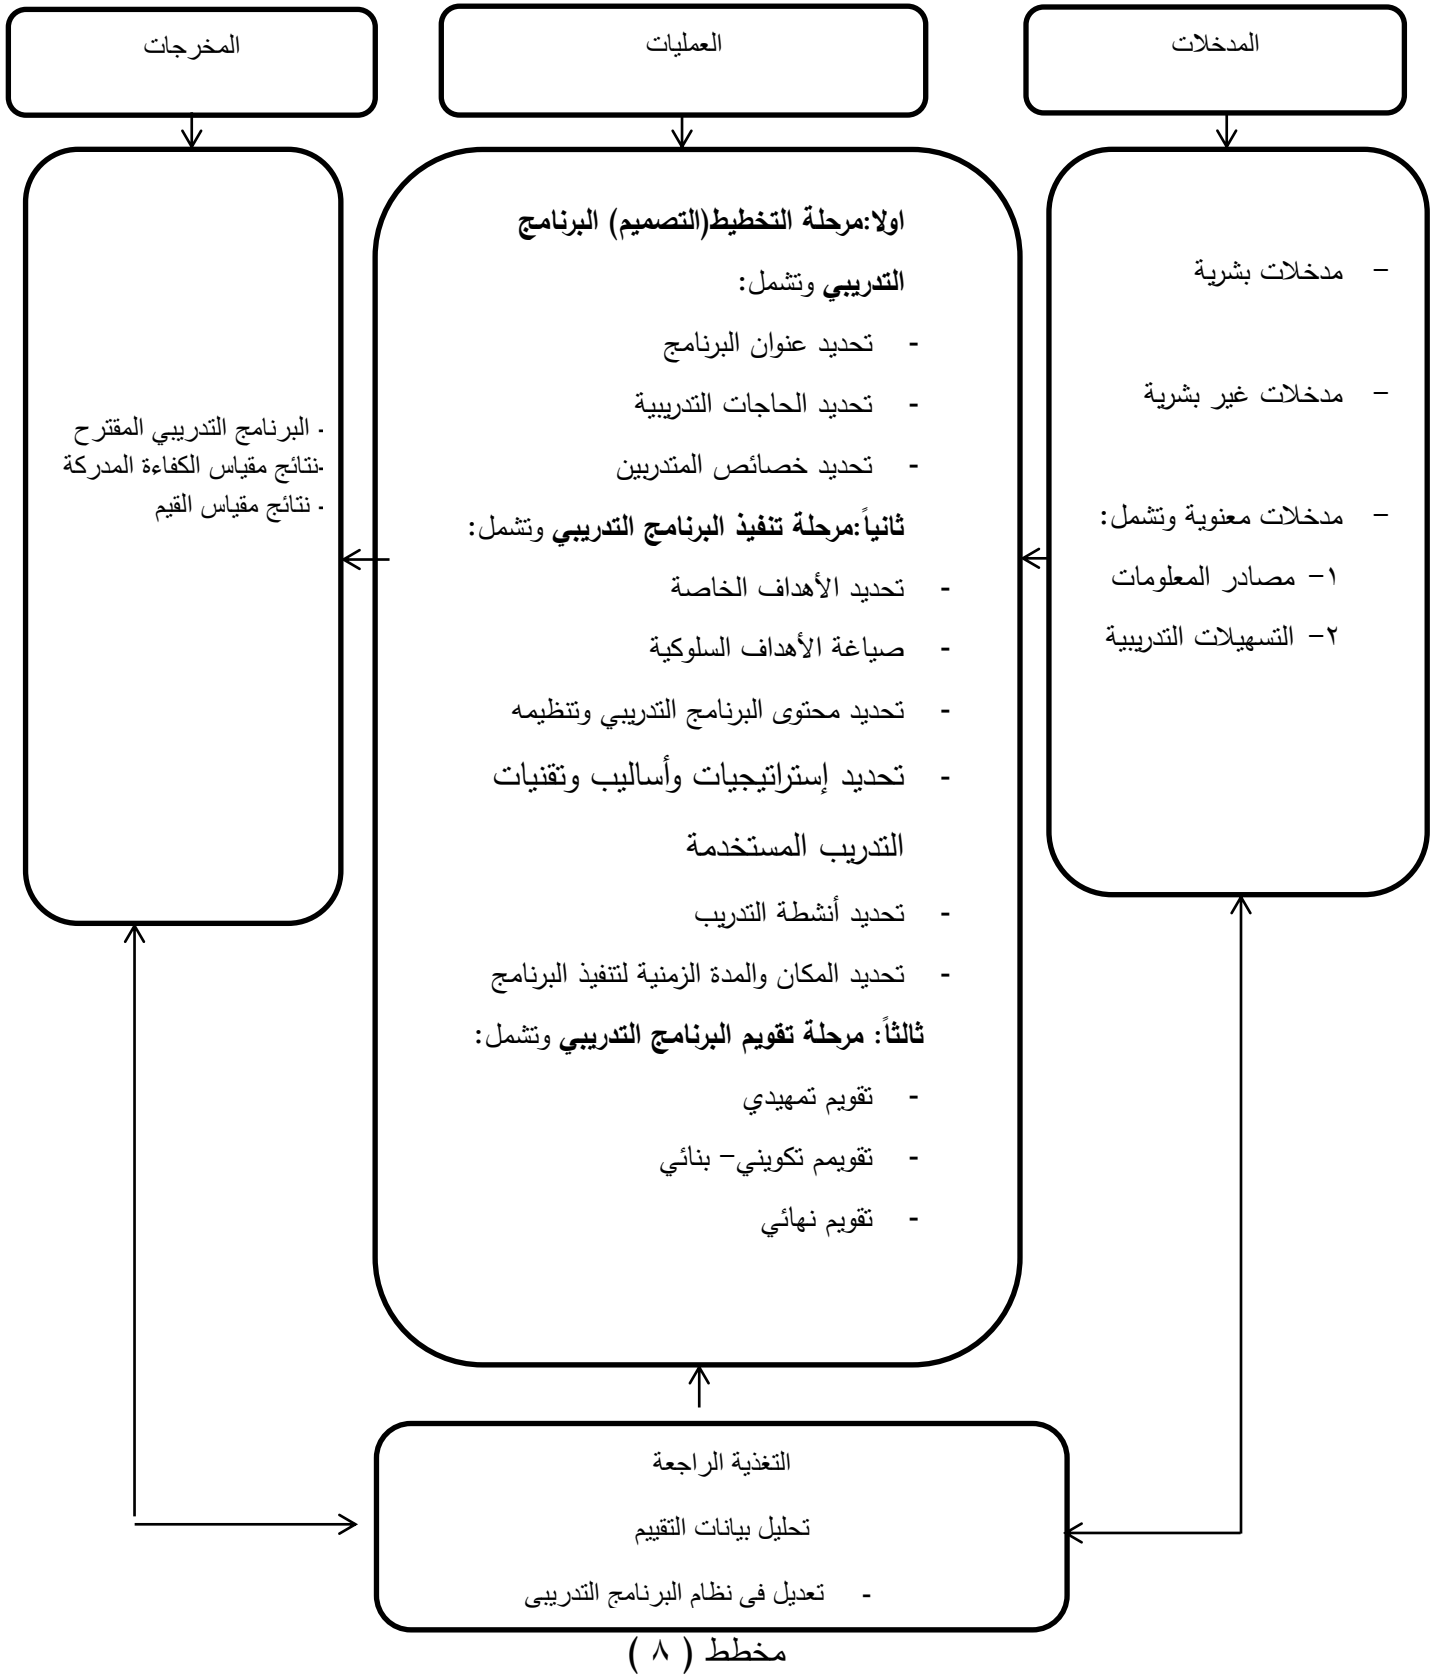 المدخلات
- مدخلات بشرية
- مدخلات غير بشرية
- مدخلات معنوية وتشمل:
١- مصادر المعلومات
٢- التسهيلات التدريبية
العمليات
اولا:مرحلة التخطيط(التصميم) البرنامج
التدريبي وتشمل:
- تحديد عنوان البرنامج
- تحديد الحاجات التدريبية
- تحديد خصائص المتدربين
ثانياً:مرحلة تنفيذ البرنامج التدريبي وتشمل:
- تحديد الأهداف الخاصة
- صياغة الأهداف السلوكية
- تحديد محتوى البرنامج التدريبي وتنظيمه
- تحديد إستراتيجيات وأساليب وتقنيات
التدريب المستخدمة
- تحديد أنشطة التدريب
- تحديد المكان والمدة الزمنية لتنفيذ البرنامج
ثالثاً: مرحلة تقويم البرنامج التدريبي وتشمل:
- تقويم تمهيدي
- تقويمم تكويني- بنائي
- تقويم نهائي
المخرجات
- البرنامج التدريبي المقترح
-نتائج مقياس الكفاءة المدركة
- نتائج مقياس القيم
التغذية الراجعة
تحليل بيانات التقييم
- تعديل في نظام البرنامج التدريبي
مخطط ( ٨ )